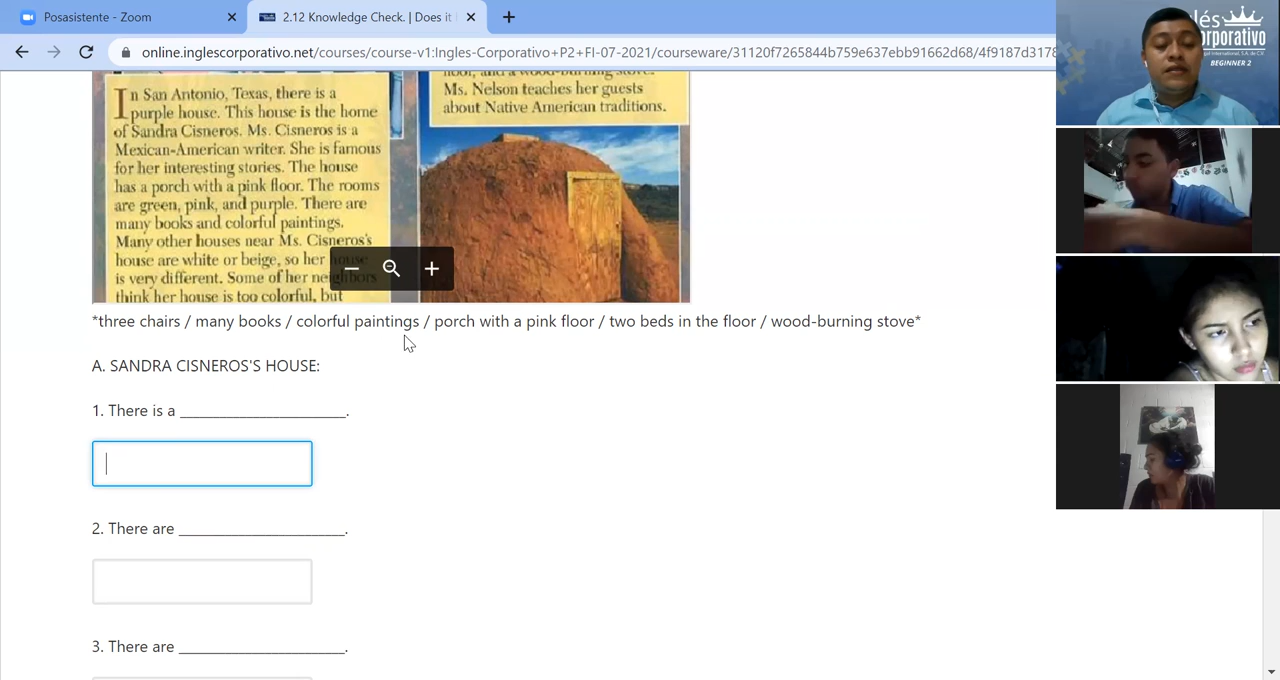 Posasistente - Zoom
2.12 Knowledge Check. | Does it
online.inglescorporativo.net/courses/course-v1:Ingles-Corporativo+P2+FI-07-2021/courseware/31120f7265844b759e637ebb91662d68/4f9187d3178
In San Antonio, Texas, there is a
purple house. This house is the home
of Sandra Cisneros. Ms. Cisneros is a
Mexican-American writer. She is famous
for her interesting stories. The house
has a porch with a pink floor. The rooms
are green, pink, and purple. There are
many books and colorful paintings.
Many other houses near Ms. Cisneros's
house are white or beige, so her house
is very different. Some of her neighbors
think her house is too colorful, but
floor, and a wood-burning stove.
Ms. Nelson teaches her guests
about Native American traditions.
*three chairs / many books / colorful paintings / porch with a pink floor / two beds in the floor / wood-burning stove*
A. SANDRA CISNEROS'S HOUSE:
1. There is a ______________________.
2. There are ______________________.
3. There are ______________________.
BEGINNER 2